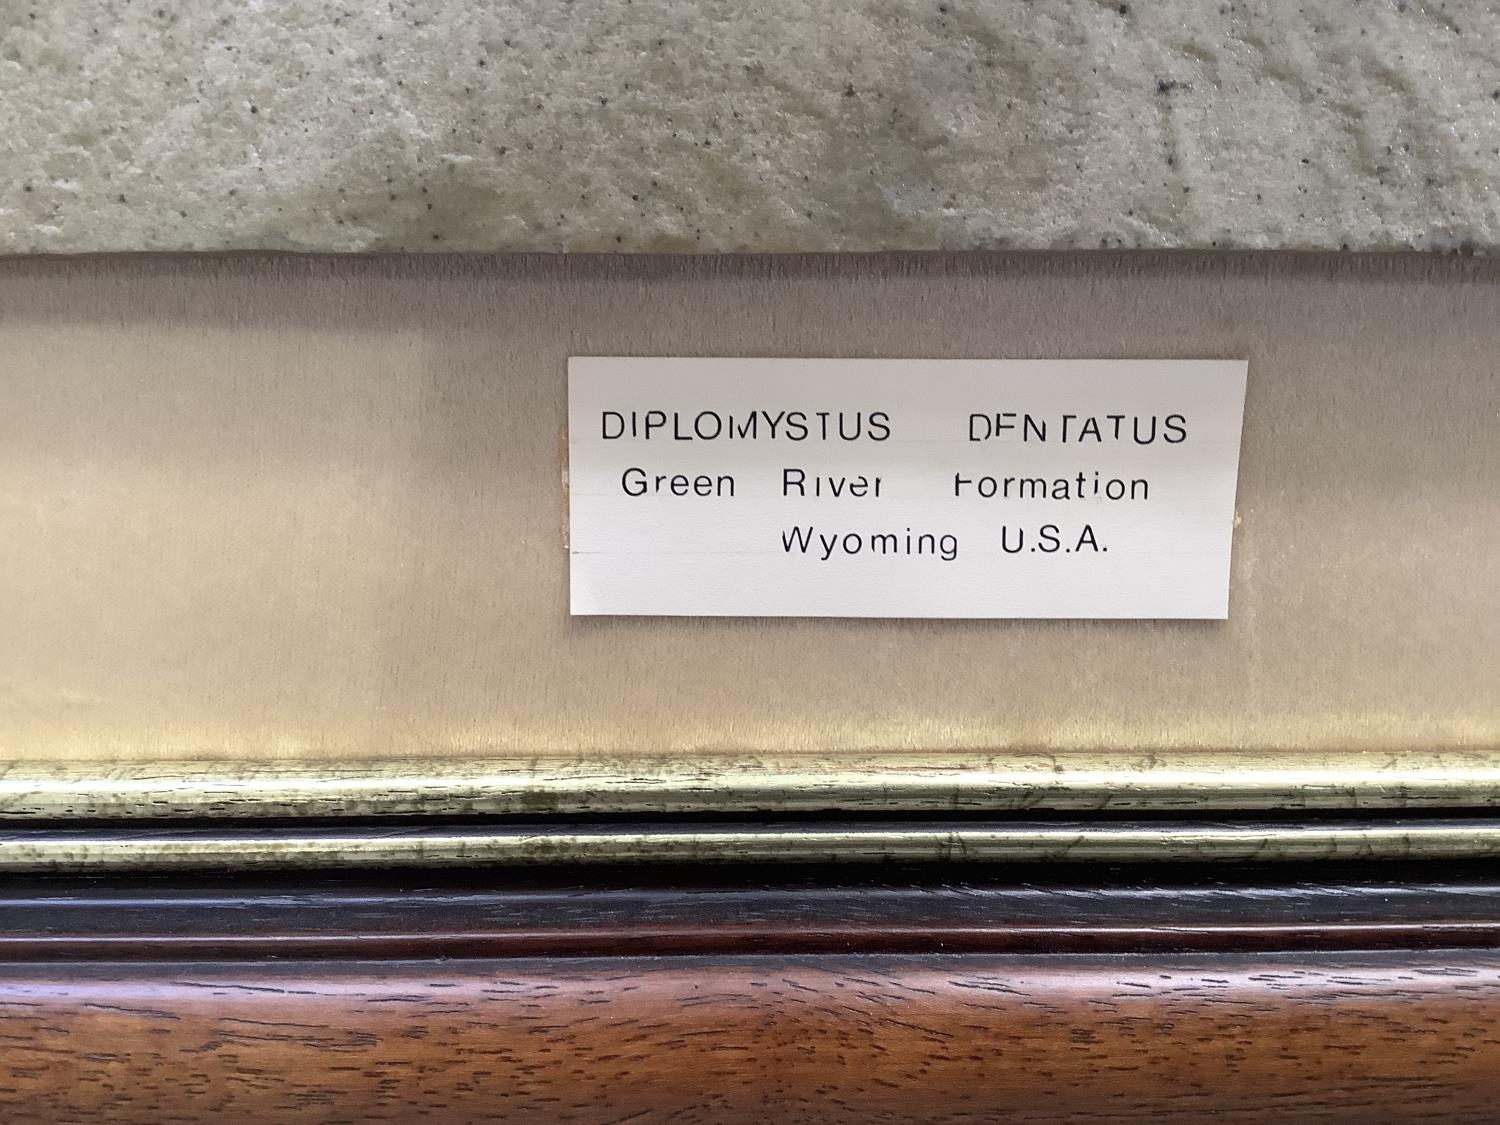 DIPLOMYSTUS DENTATUS
Green River Formation
Wyoming U.S.A.